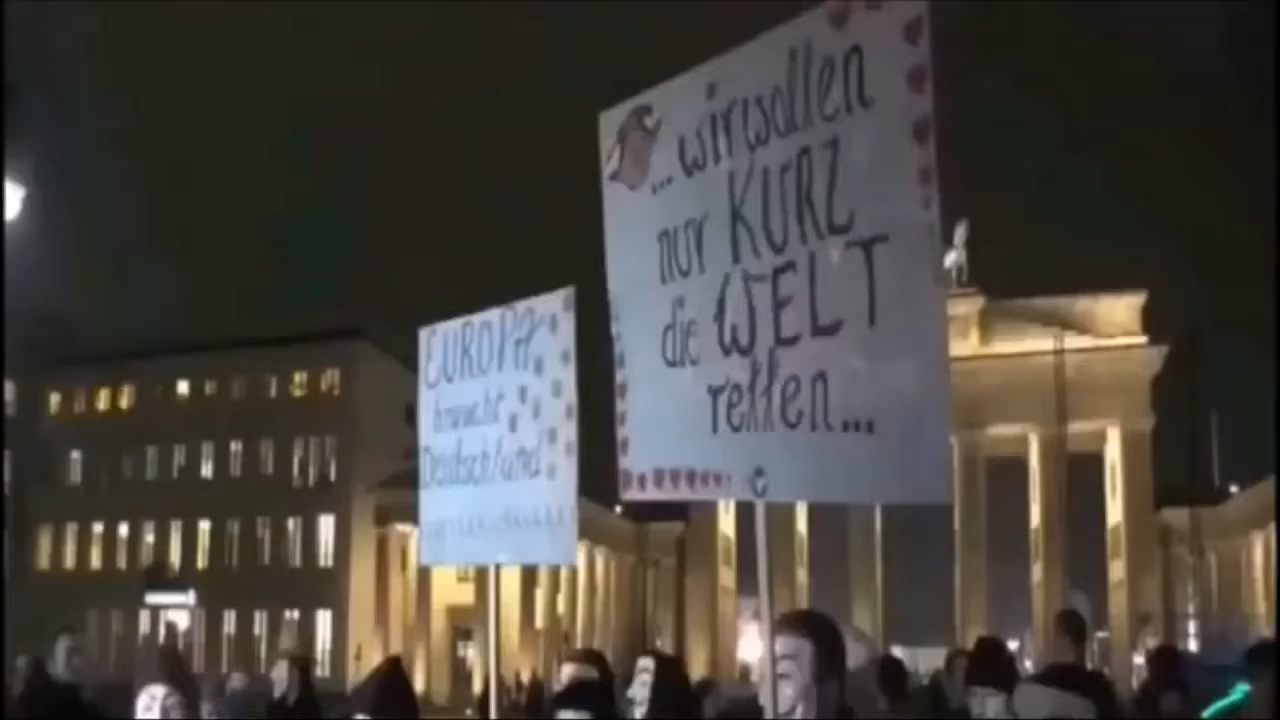 EUROPA
braucht
Deutschland
...wir wollen
nur KURZ
die WELT
retten...